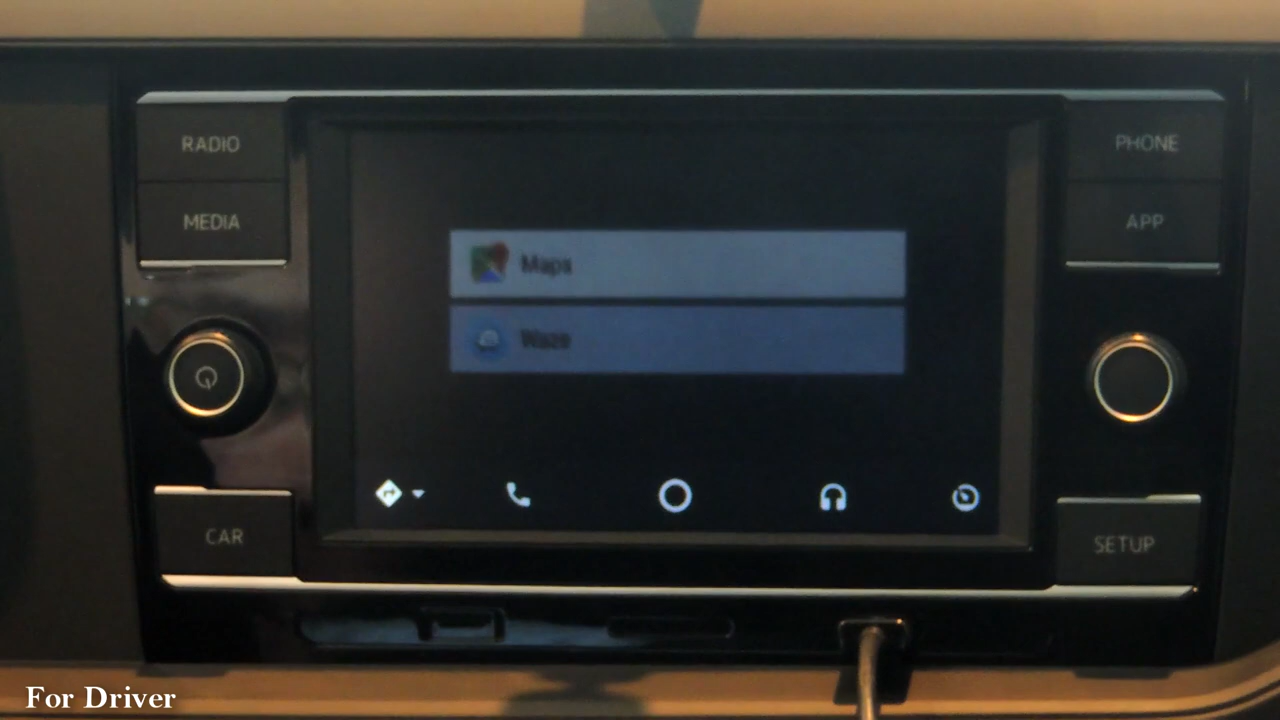 RADIO
PHONE
MEDIA
APP
Maps
Waze
CAR
SETUP
For Driver